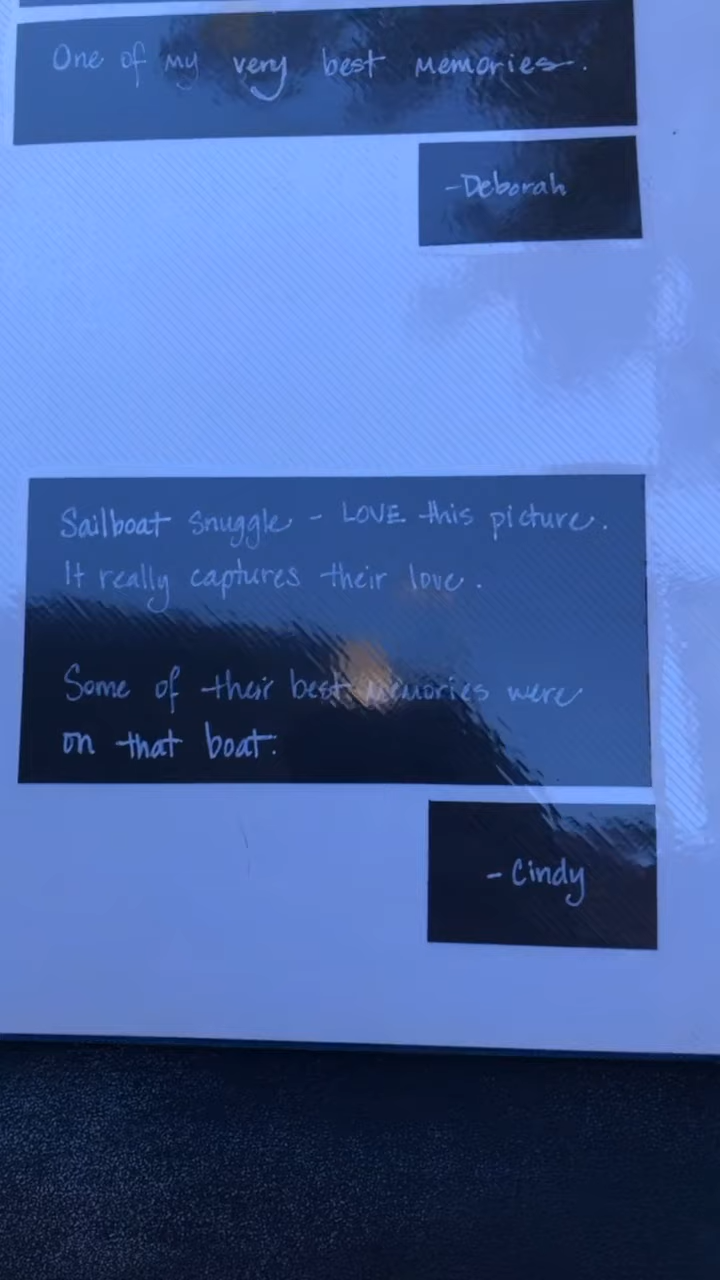 One of my very best memories.
-Deborah
Sailboat Snuggle - LOVE this picture.
It really captures their love.
Some of their best memories were
on that boat.
- Cindy